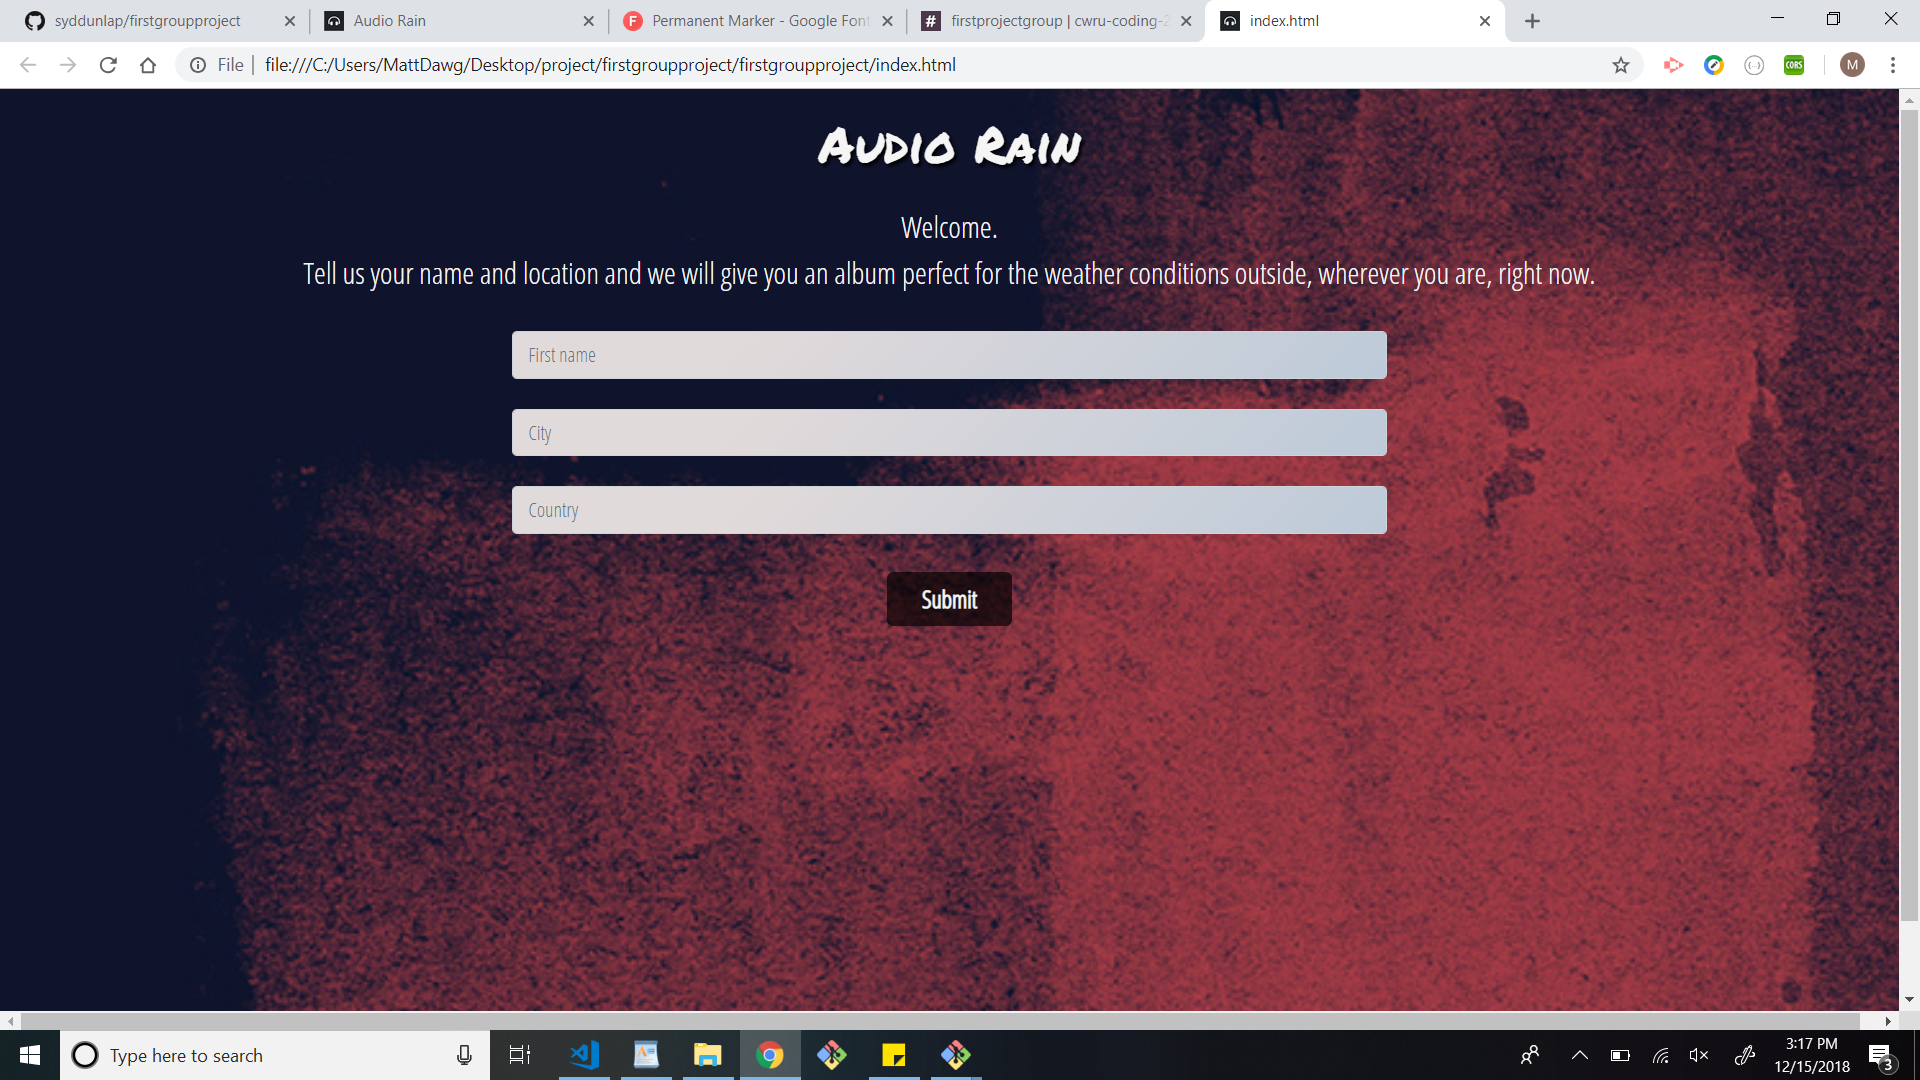 syddunlap/firstgroupproject
Audio Rain
F
Permanent Marker - Google Font
#
firstprojectgroup | cwru-coding-2
index.html
File | file:///C:/Users/MattDawg/Desktop/project/firstgroupproject/firstgroupproject/index.html
CORS
M
Audio Rain
Welcome.
Tell us your name and location and we will give you an album perfect for the weather conditions outside, wherever you are, right now.
First name
City
Country
Submit
Type here to search
3:17 PM
12/15/2018
3